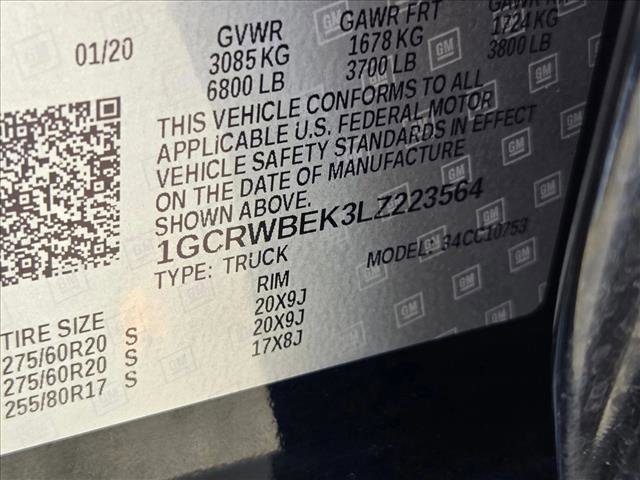 01/20
GVWR
3085 KG
6800 LB
GAWR FRT
1678 KG
3700 LB
GAWR
1724 KG
3800 LB
THIS VEHICLE CONFORMS TO ALL
APPLICABLE U.S. FEDERAL MOTOR
VEHICLE SAFETY STANDARDS IN EFFECT
ON THE DATE OF MANUFACTURE
SHOWN ABOVE.
1GCRWBEK3LZ223564
TYPE: TRUCK MODEL: 34CC10753
TIRE SIZE RIM
275/60R20 S 20X9J
275/60R20 S 20X9J
255/80R17 S 17X8J
GM